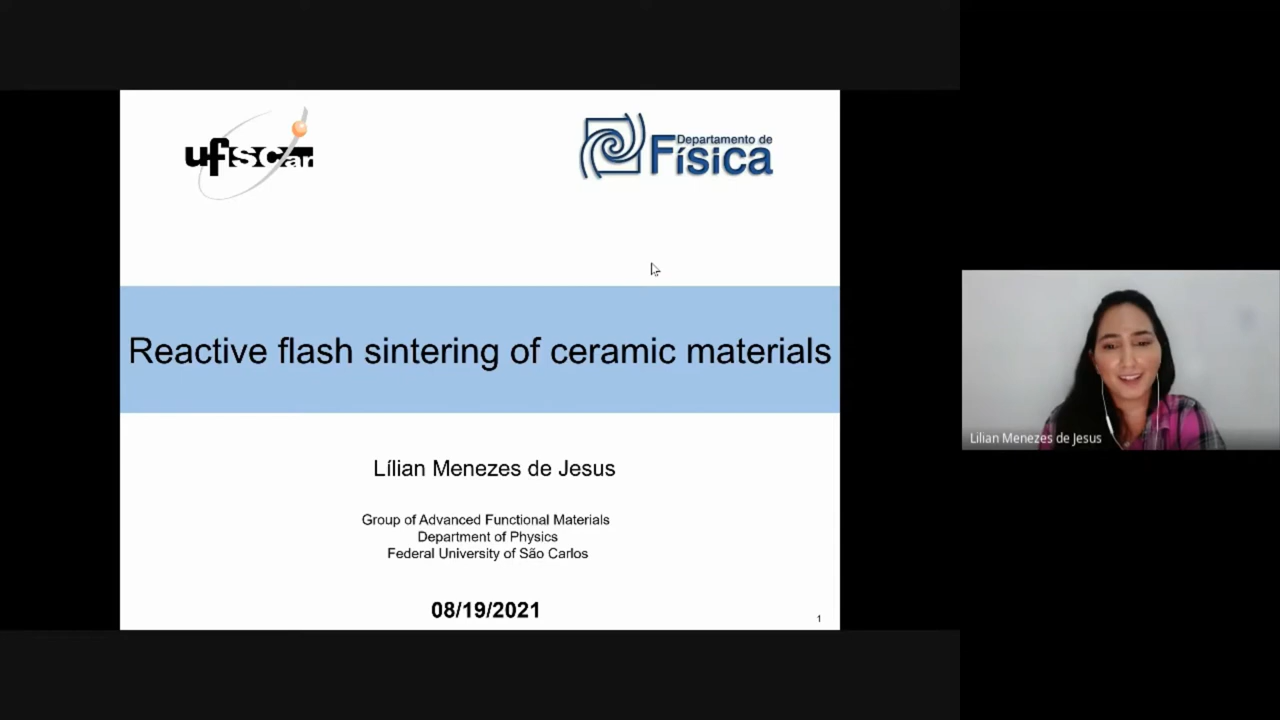 ufiscar
Departamento de
Física
Reactive flash sintering of ceramic materials
Lílian Menezes de Jesus
Group of Advanced Functional Materials
Department of Physics
Federal University of São Carlos
08/19/2021
1
Lilian Menezes de Jesus